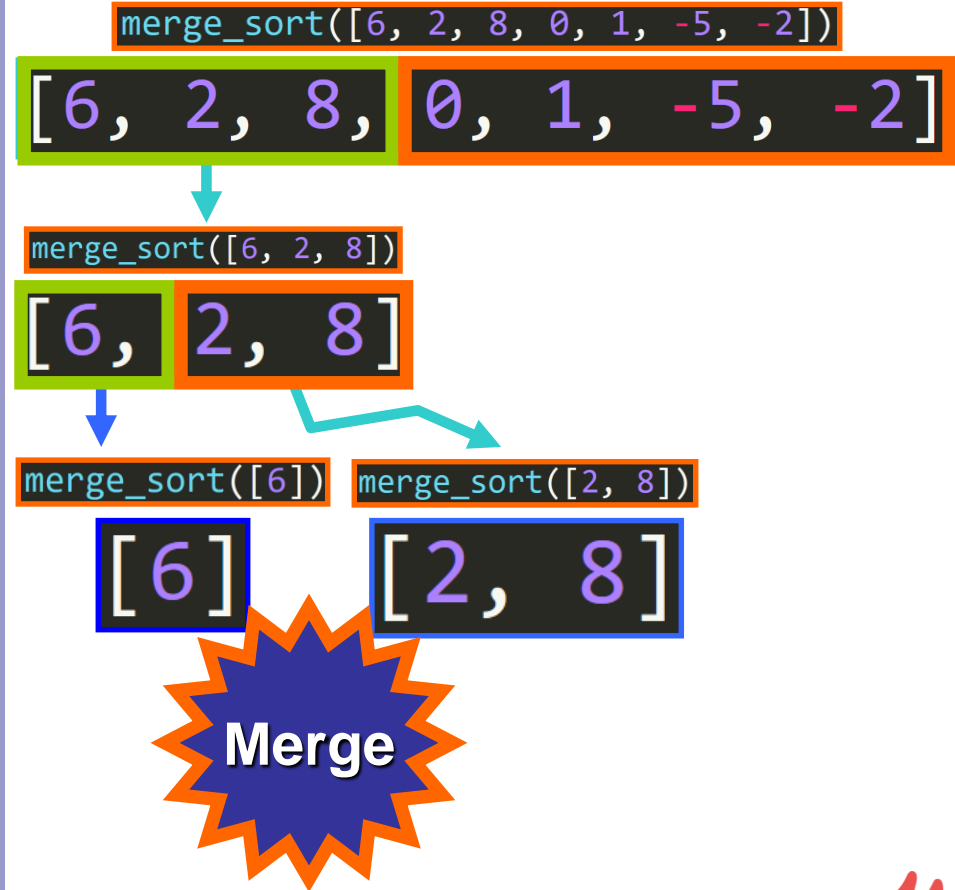 merge_sort([6, 2, 8, 0, 1, -5, -2])
[6, 2, 8, 0, 1, -5, -2]
merge_sort([6, 2, 8])
[6, 2, 8]
merge_sort([6]) merge_sort([2, 8])
[6] [2, 8]
Merge